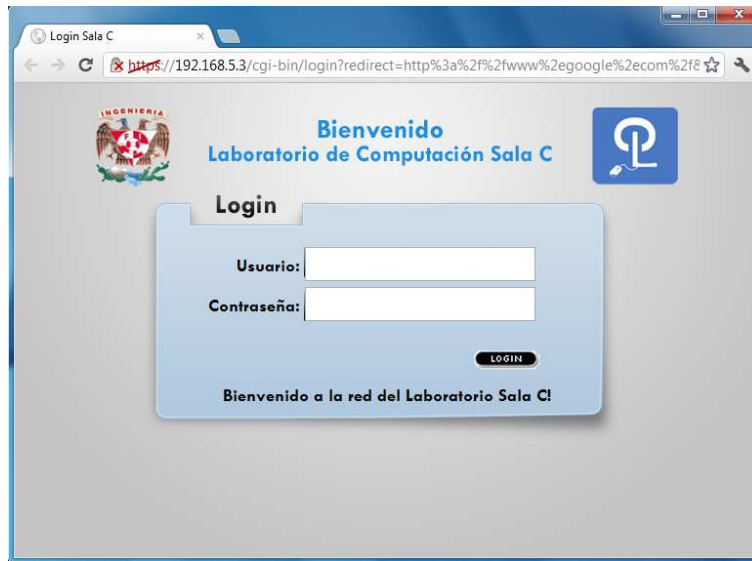 Login Sala C
https://192.168.5.3/cgi-bin/login?redirect=http%3a%2f%2fwww%2egoogle%2ecom%2f8
INGENIERIA
Bienvenido
Laboratorio de Computación Sala C
Login
Usuario:
Contraseña:
LOGIN
Bienvenido a la red del Laboratorio Sala C!